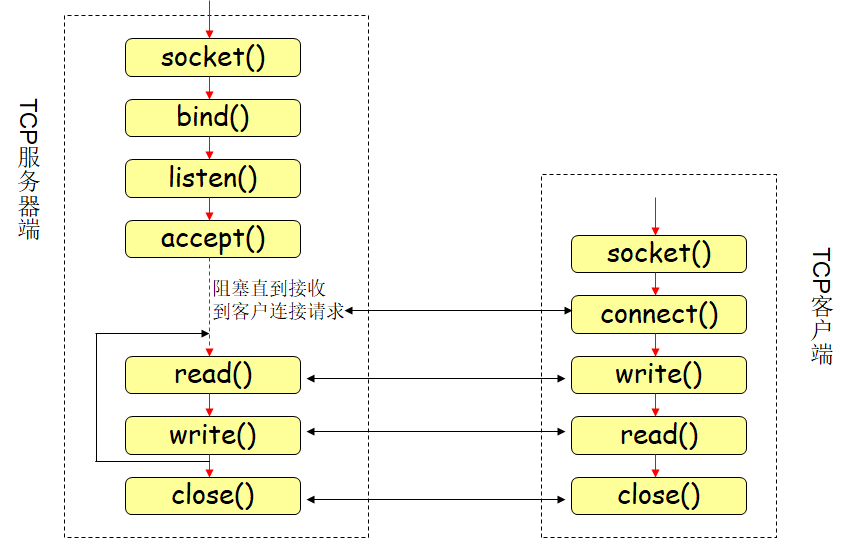 TCP服务器端
socket()
bind()
listen()
accept()
阻塞直到接收
到客户连接请求
read()
write()
close()
TCP客户端
socket()
connect()
write()
read()
close()